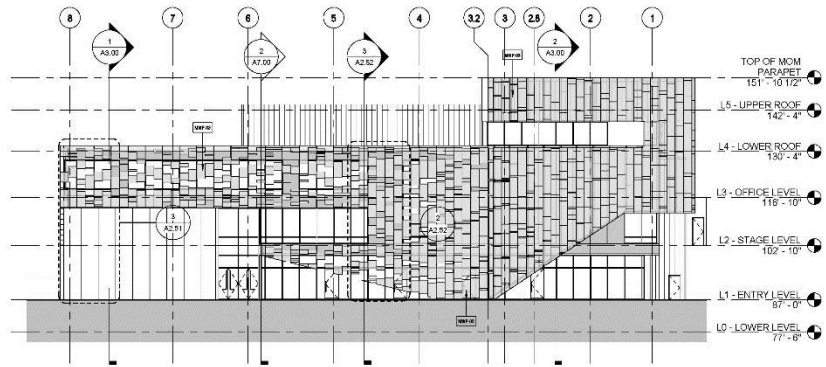 8 7 6 5 4 3.2 3 2.8 2 1
1
A3.00
2
A7.00
3
A2.52
2
A3.00
TOP OF MOM
PARAPET
151' - 10 1/2"
L5 - UPPER ROOF
142' - 4"
L4 - LOWER ROOF
130' - 4"
L3 - OFFICE LEVEL
116' - 10"
3
A2.51
2
A2.52
L2 - STAGE LEVEL
102' - 10"
L1 - ENTRY LEVEL
87' - 0"
L0 - LOWER LEVEL
77' - 6"